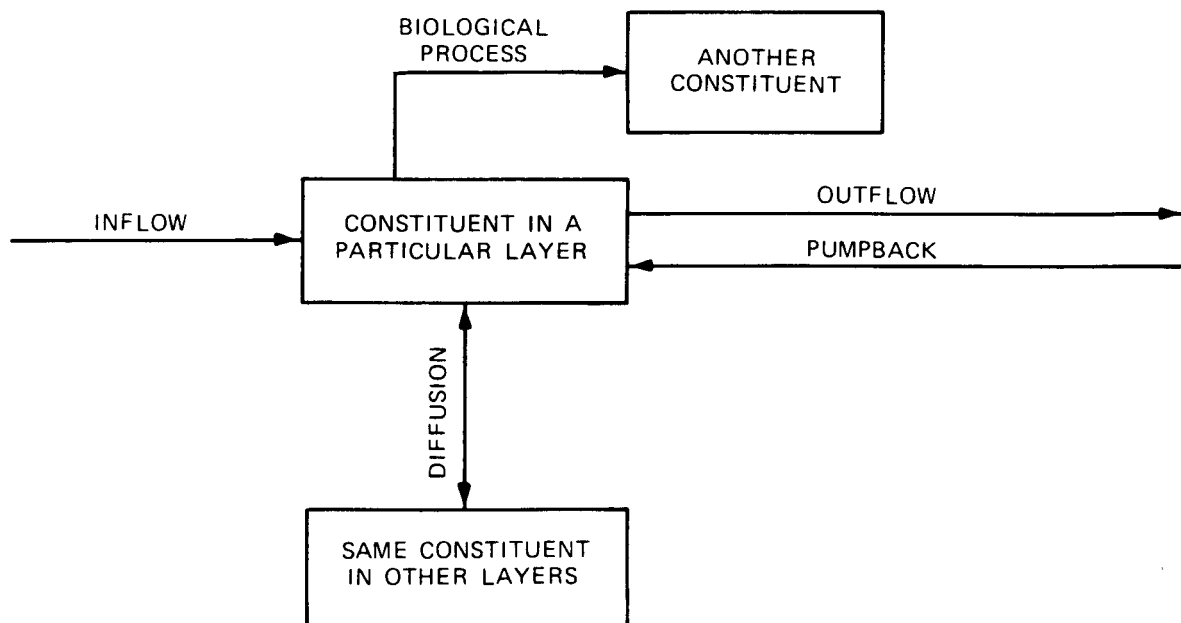 BIOLOGICAL
PROCESS
ANOTHER
CONSTITUENT
INFLOW
CONSTITUENT IN A
PARTICULAR LAYER
OUTFLOW
PUMPBACK
DIFFUSION
SAME CONSTITUENT
IN OTHER LAYERS